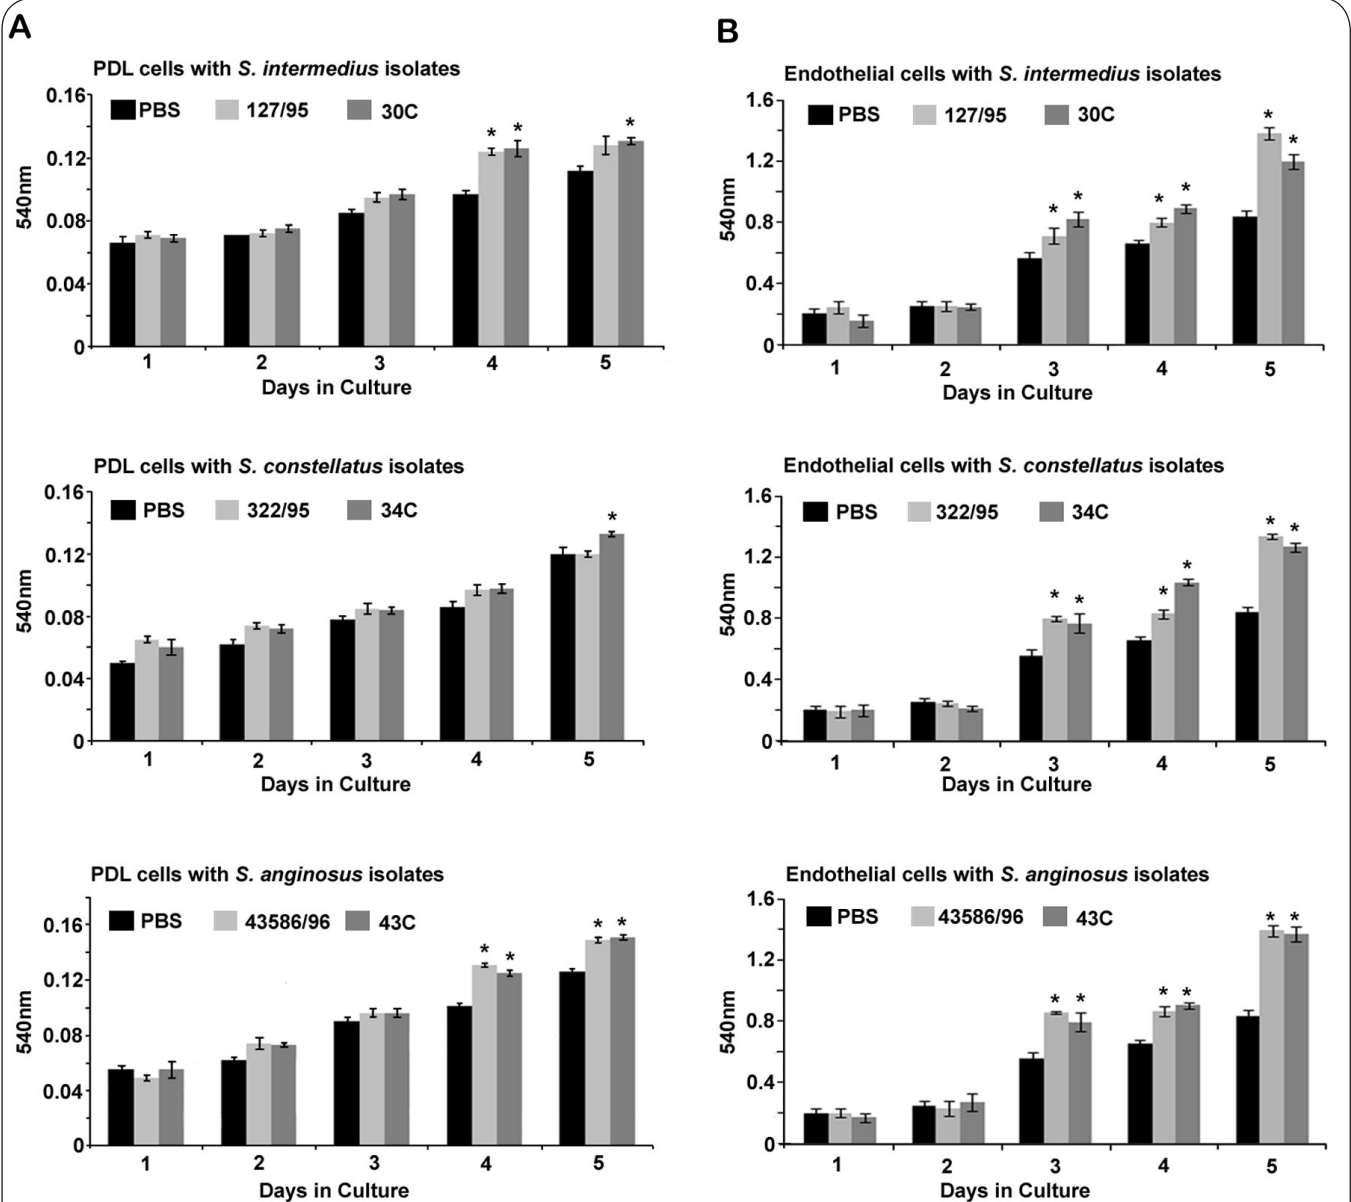 A
PDL cells with S. intermedius isolates
PBS 127/95 30C
0.16
0.12
0.08
0.04
0
540nm
* * *
1 2 3 4 5
Days in Culture
B
Endothelial cells with S. intermedius isolates
PBS 127/95 30C
1.6
1.2
0.8
0.4
0
540nm
* * * * * *
1 2 3 4 5
Days in Culture
PDL cells with S. constellatus isolates
PBS 322/95 34C
0.16
0.12
0.08
0.04
0
540nm
*
1 2 3 4 5
Days in Culture
Endothelial cells with S. constellatus isolates
PBS 322/95 34C
1.6
1.2
0.8
0.4
0
540nm
* * * * * *
1 2 3 4 5
Days in Culture
PDL cells with S. anginosus isolates
PBS 43586/96 43C
0.16
0.12
0.08
0.04
0
540nm
* * * *
1 2 3 4 5
Days in Culture
Endothelial cells with S. anginosus isolates
PBS 43586/96 43C
1.6
1.2
0.8
0.4
0
540nm
* * * * * *
1 2 3 4 5
Days in Culture